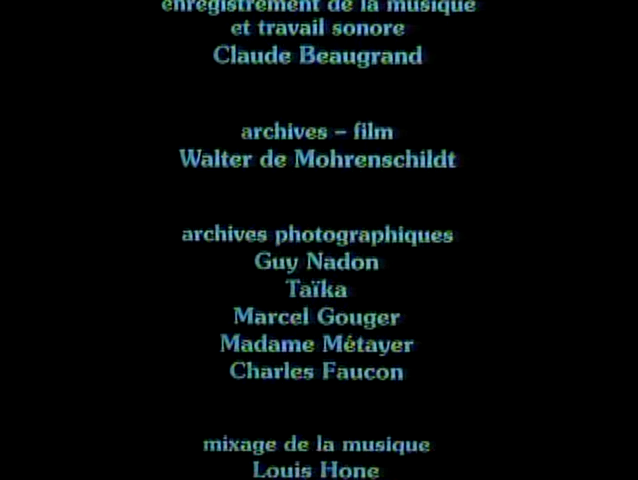 enregistrement de la musique
et travail sonore
Claude Beaugrand
archives – film
Walter de Mohrenschildt
archives photographiques
Guy Nadon
Taïka
Marcel Gouger
Madame Métayer
Charles Faucon
mixage de la musique
Louis Hone